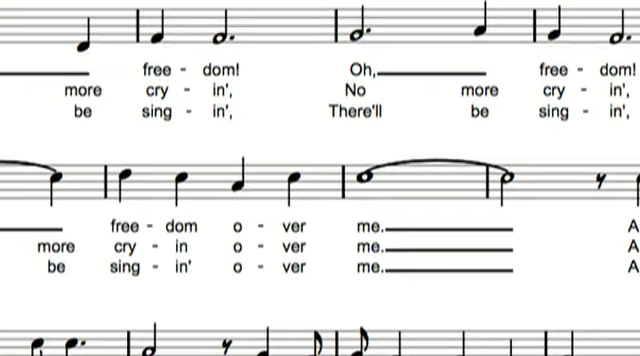 free - dom! Oh, free - dom!
more cry - in', No more cry - in',
be sing - in', There'll be sing - in',
free - dom o - ver me. A
more cry - in o - ver me. A
be sing - in' o - ver me. A